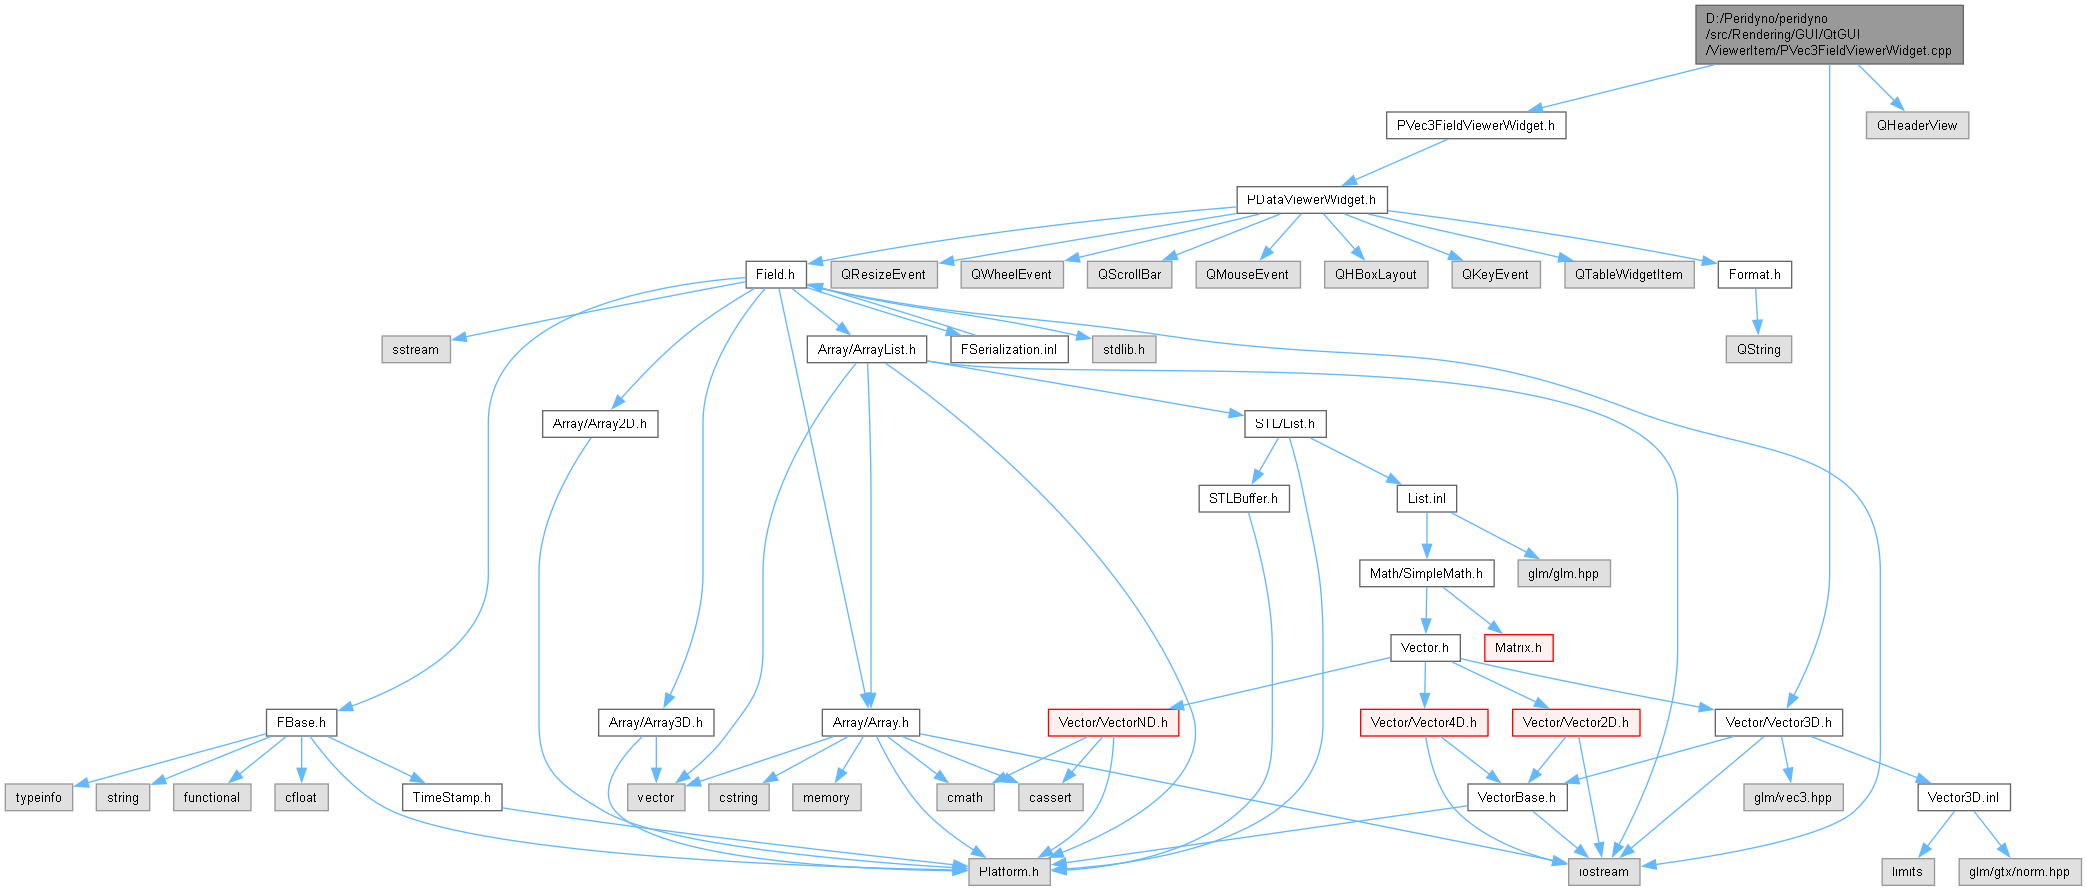 D:/Peridyno/peridyno
/src/Rendering/GUI/QtGUI
/ViewerItem/PVec3FieldViewerWidget.cpp
PVec3FieldViewerWidget.h
QHeaderView
PDataViewerWidget.h
Field.h
QResizeEvent
QWheelEvent
QScrollBar
QMouseEvent
QHBoxLayout
QKeyEvent
QTableWidgetItem
Format.h
sstream
Array/ArrayList.h
FSerialization.inl
stdlib.h
QString
Array/Array2D.h
STL/List.h
STLBuffer.h
List.inl
Math/SimpleMath.h
glm/glm.hpp
Vector.h
Matrix.h
FBase.h
Array/Array3D.h
Array/Array.h
Vector/VectorND.h
Vector/Vector4D.h
Vector/Vector2D.h
Vector/Vector3D.h
typeinfo
string
functional
cfloat
TimeStamp.h
vector
cstring
memory
cmath
cassert
VectorBase.h
glm/vec3.hpp
Vector3D.inl
Platform.h
iostream
limits
glm/gtx/norm.hpp